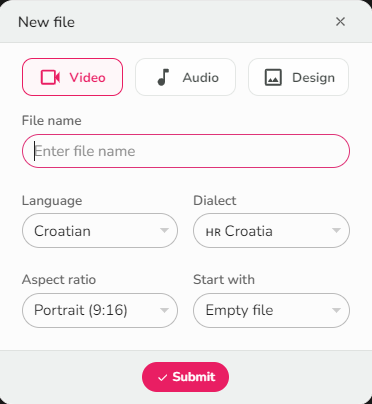 New file
Video
Audio
Design
File name
Enter file name
Language
Dialect
Croatian
HR Croatia
Aspect ratio
Start with
Portrait (9:16)
Empty file
Submit